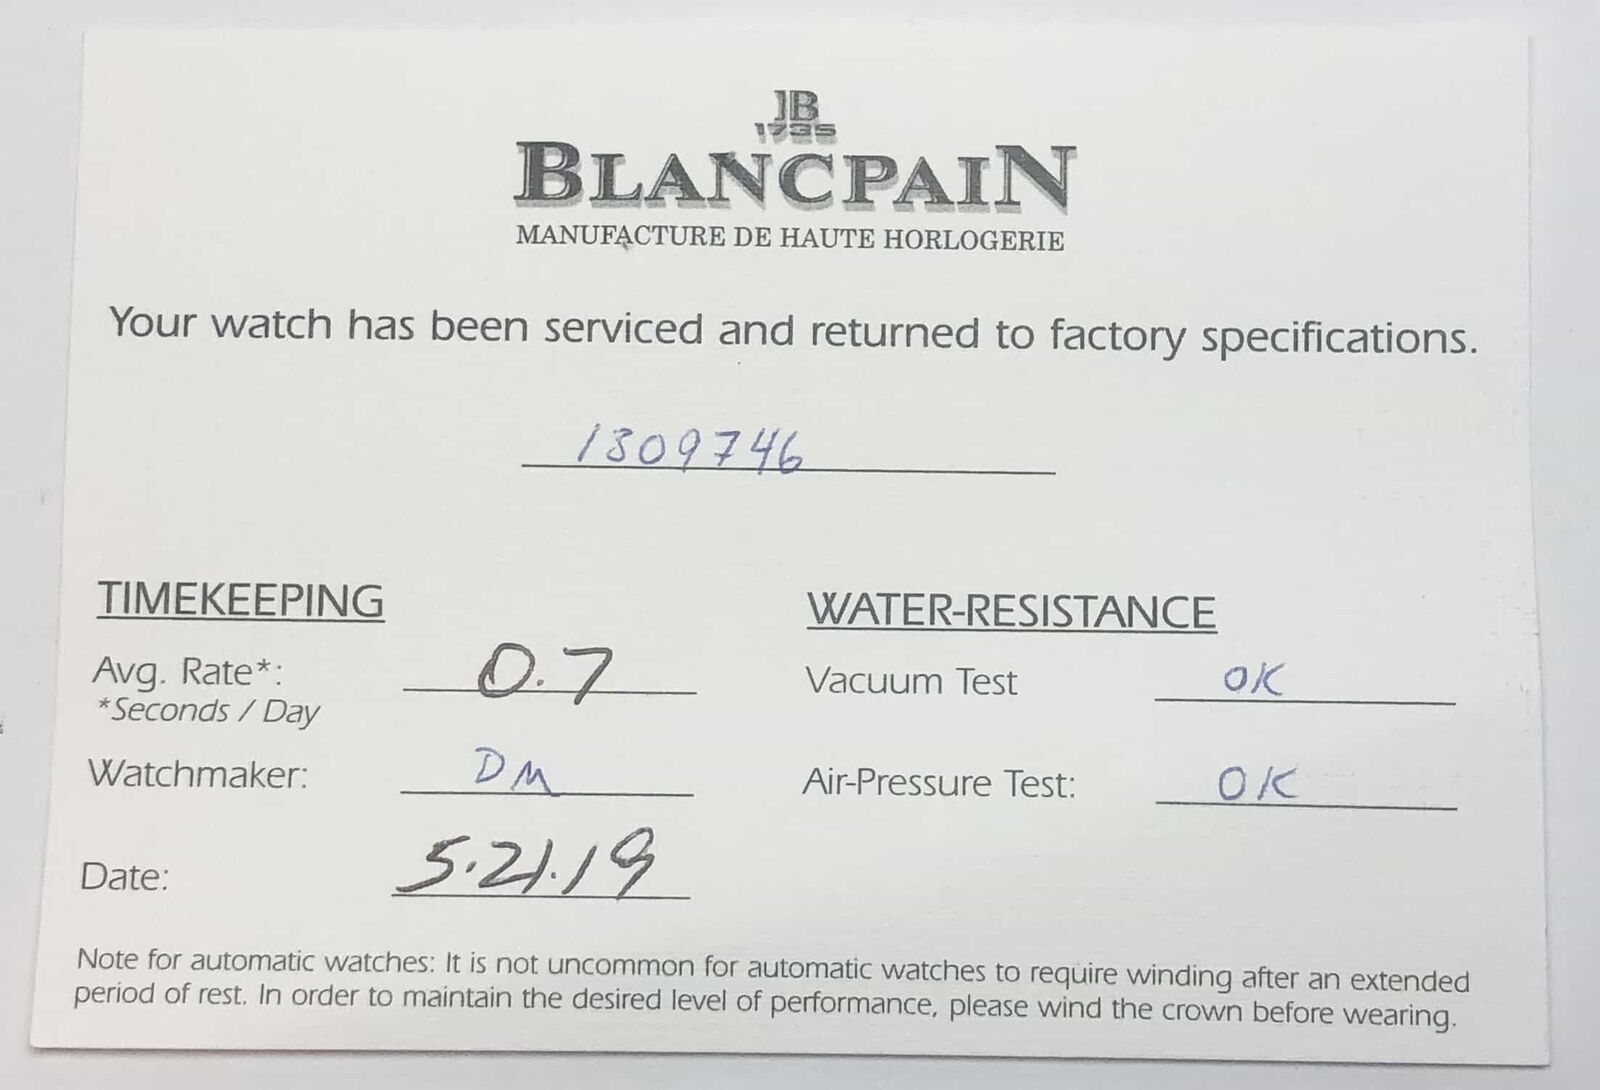 JB
1735
BLANCPAIN
MANUFACTURE DE HAUTE HORLOGERIE
Your watch has been serviced and returned to factory specifications.
1309746
TIMEKEEPING
Avg. Rate*: 0.7
*Seconds / Day
Watchmaker: DM
Date: 5.21.19
WATER-RESISTANCE
Vacuum Test OK
Air-Pressure Test: OK
Note for automatic watches: It is not uncommon for automatic watches to require winding after an extended
period of rest. In order to maintain the desired level of performance, please wind the crown before wearing.